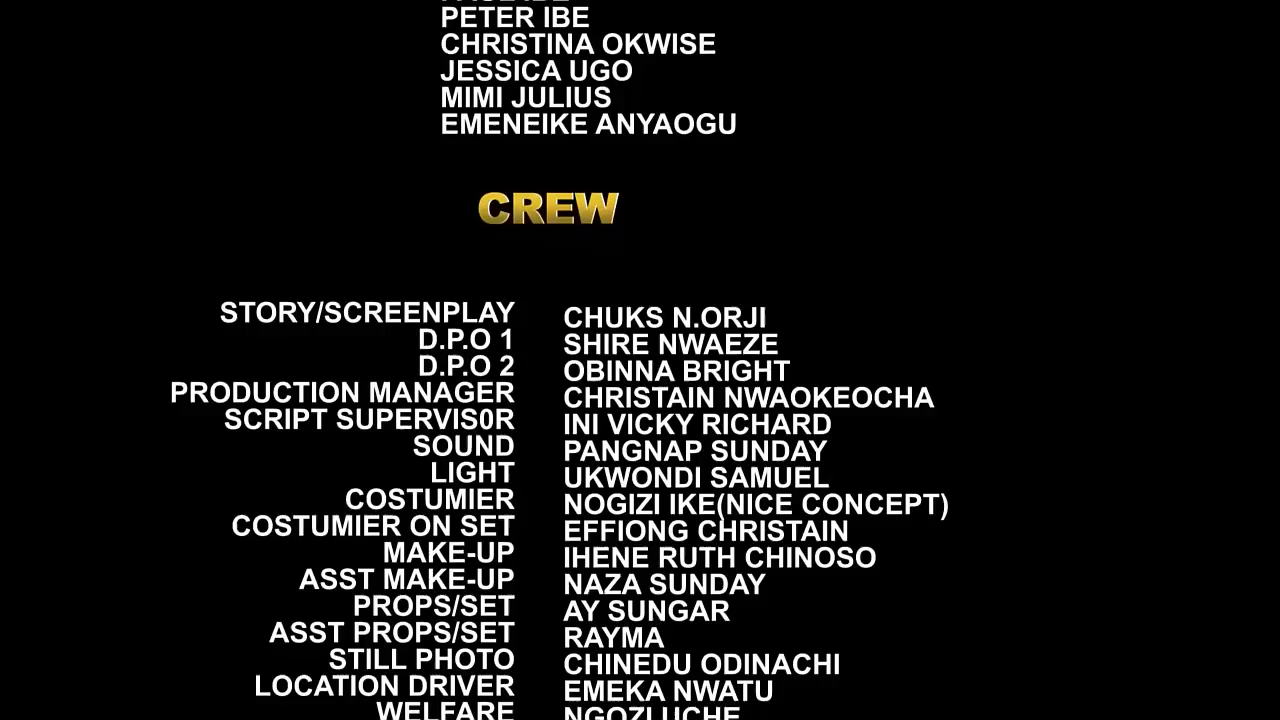 PETER IBE
CHRISTINA OKWISE
JESSICA UGO
MIMI JULIUS
EMENEIKE ANYAOGU
CREW
STORY/SCREENPLAY CHUKS N.ORJI
D.P.O 1 SHIRE NWAEZE
D.P.O 2 OBINNA BRIGHT
PRODUCTION MANAGER CHRISTAIN NWAOKEOCHA
SCRIPT SUPERVIS0R INI VICKY RICHARD
SOUND PANGNAP SUNDAY
LIGHT UKWONDI SAMUEL
COSTUMIER NOGIZI IKE(NICE CONCEPT)
COSTUMIER ON SET EFFIONG CHRISTAIN
MAKE-UP IHENE RUTH CHINOSO
ASST MAKE-UP NAZA SUNDAY
PROPS/SET AY SUNGAR
ASST PROPS/SET RAYMA
STILL PHOTO CHINEDU ODINACHI
LOCATION DRIVER EMEKA NWATU
WELFARE NGOZI UCHE